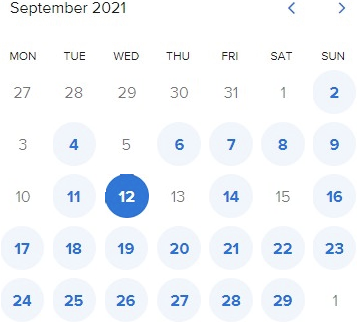 September 2021
MON TUE WED THU FRI SAT SUN
27 28 29 30 31 1 2
3 4 5 6 7 8 9
10 11 12 13 14 15 16
17 18 19 20 21 22 23
24 25 26 27 28 29 1